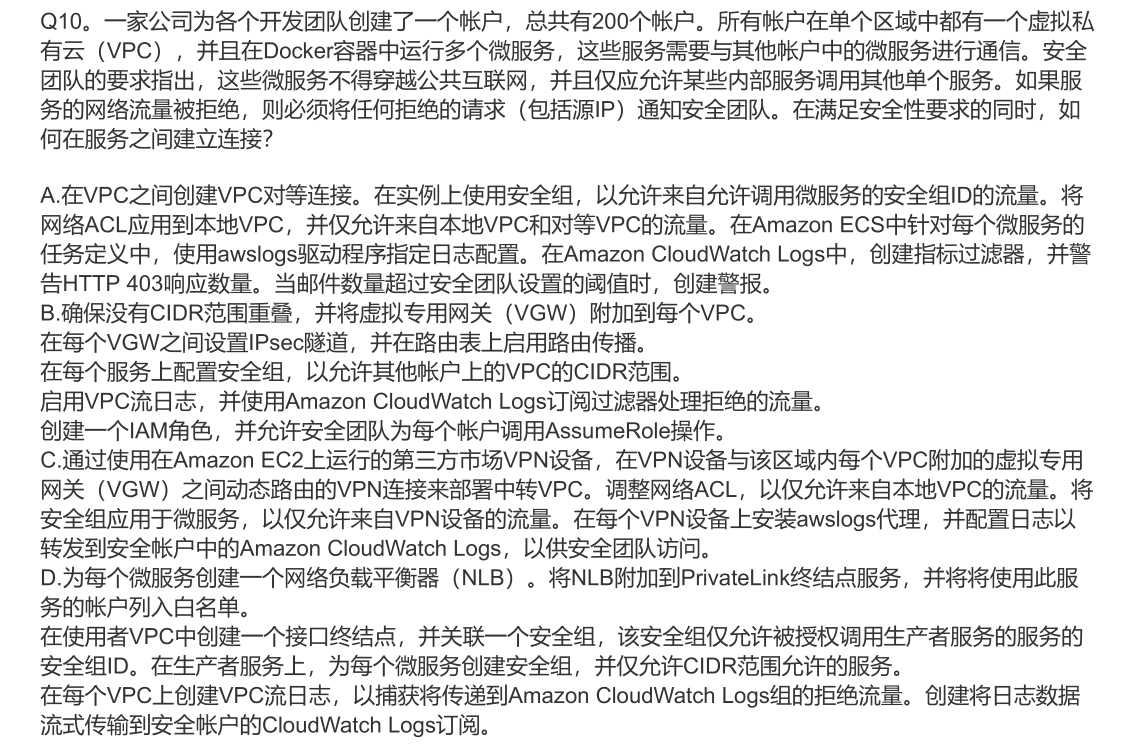 Q10。一家公司为各个开发团队创建了一个帐户，总共有200个帐户。所有帐户在单个区域中都有一个虚拟私
有云（VPC），并且在Docker容器中运行多个微服务，这些服务需要与其他帐户中的微服务进行通信。安全
团队的要求指出，这些微服务不得穿越公共互联网，并且仅应允许某些内部服务调用其他单个服务。如果服
务的网络流量被拒绝，则必须将任何拒绝的请求（包括源IP）通知安全团队。在满足安全性要求的同时，如
何在服务之间建立连接？
A.在VPC之间创建VPC对等连接。在实例上使用安全组，以允许来自允许调用微服务的安全组ID的流量。将
网络ACL应用到本地VPC，并仅允许来自本地VPC和对等VPC的流量。在Amazon ECS中针对每个微服务的
任务定义中，使用awslogs驱动程序指定日志配置。在Amazon CloudWatch Logs中，创建指标过滤器，并警
告HTTP 403响应数量。当邮件数量超过安全团队设置的阈值时，创建警报。
B.确保没有CIDR范围重叠，并将虚拟专用网关（VGW）附加到每个VPC。
在每个VGW之间设置IPsec隧道，并在路由表上启用路由传播。
在每个服务上配置安全组，以允许其他帐户上的VPC的CIDR范围。
启用VPC流日志，并使用Amazon CloudWatch Logs订阅过滤器处理拒绝的流量。
创建一个IAM角色，并允许安全团队为每个帐户调用AssumeRole操作。
C.通过使用在Amazon EC2上运行的第三方市场VPN设备，在VPN设备与该区域内每个VPC附加的虚拟专用
网关（VGW）之间动态路由的VPN连接来部署中转VPC。调整网络ACL，以仅允许来自本地VPC的流量。将
安全组应用于微服务，以仅允许来自VPN设备的流量。在每个VPN设备上安装awslogs代理，并配置日志以
转发到安全帐户中的Amazon CloudWatch Logs，以供安全团队访问。
D.为每个微服务创建一个网络负载平衡器（NLB）。将NLB附加到PrivateLink终结点服务，并将将使用此服
务的帐户列入白名单。
在使用者VPC中创建一个接口终结点，并关联一个安全组，该安全组仅允许被授权调用生产者服务的服务的
安全组ID。在生产者服务上，为每个微服务创建安全组，并仅允许CIDR范围允许的服务。
在每个VPC上创建VPC流日志，以捕获将传递到Amazon CloudWatch Logs组的拒绝流量。创建将日志数据
流式传输到安全帐户的CloudWatch Logs订阅。